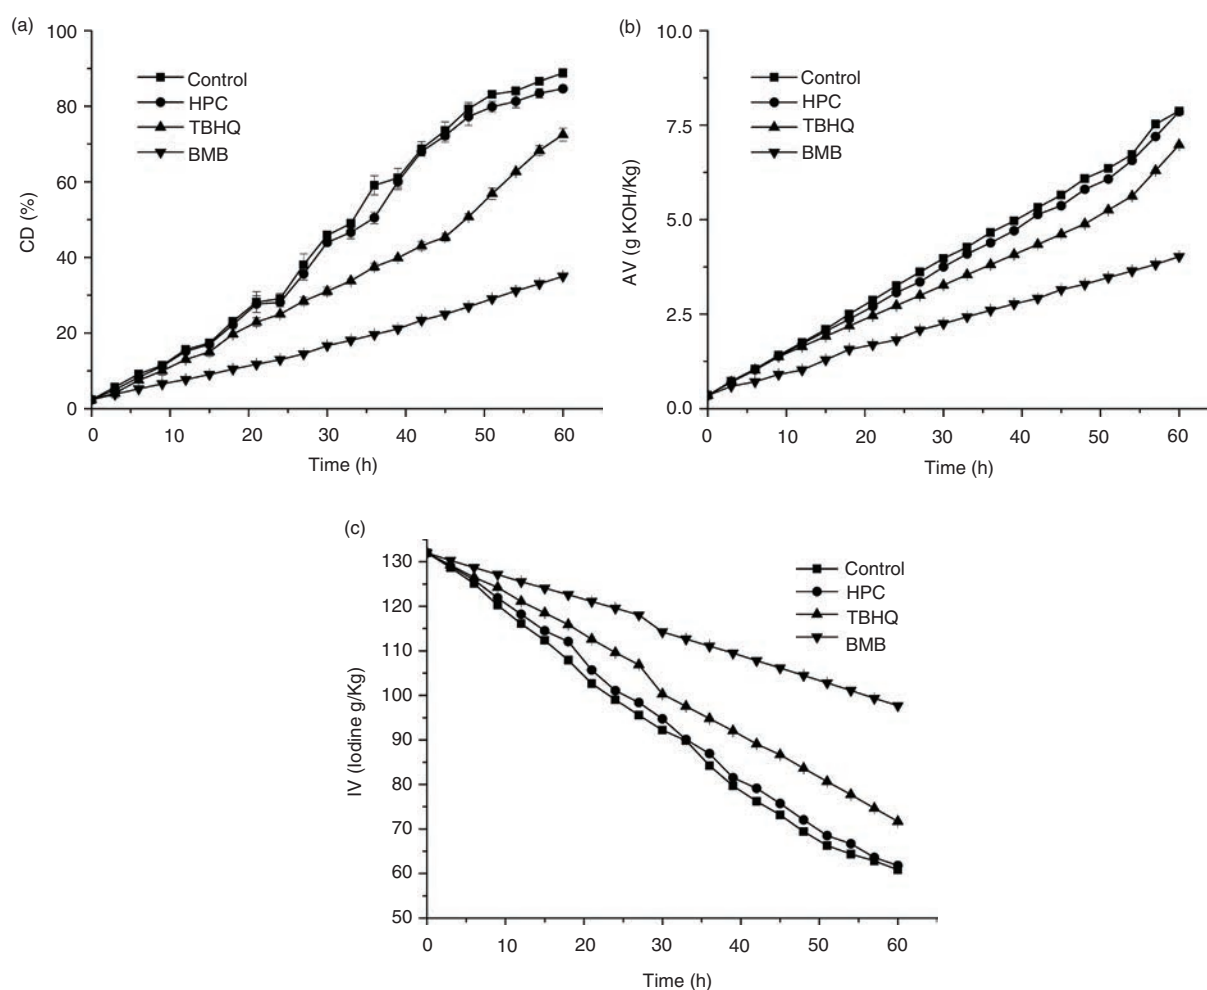 (a)
100
80
60
40
20
0
CD (%)
Control
HPC
TBHQ
BMB
0 10 20 30 40 50 60
Time (h)
(b)
10.0
7.5
5.0
2.5
0.0
AV (g KOH/Kg)
Control
HPC
TBHQ
BMB
0 10 20 30 40 50 60
Time (h)
(c)
130
120
110
100
90
80
70
60
50
IV (Iodine g/Kg)
Control
HPC
TBHQ
BMB
0 10 20 30 40 50 60
Time (h)